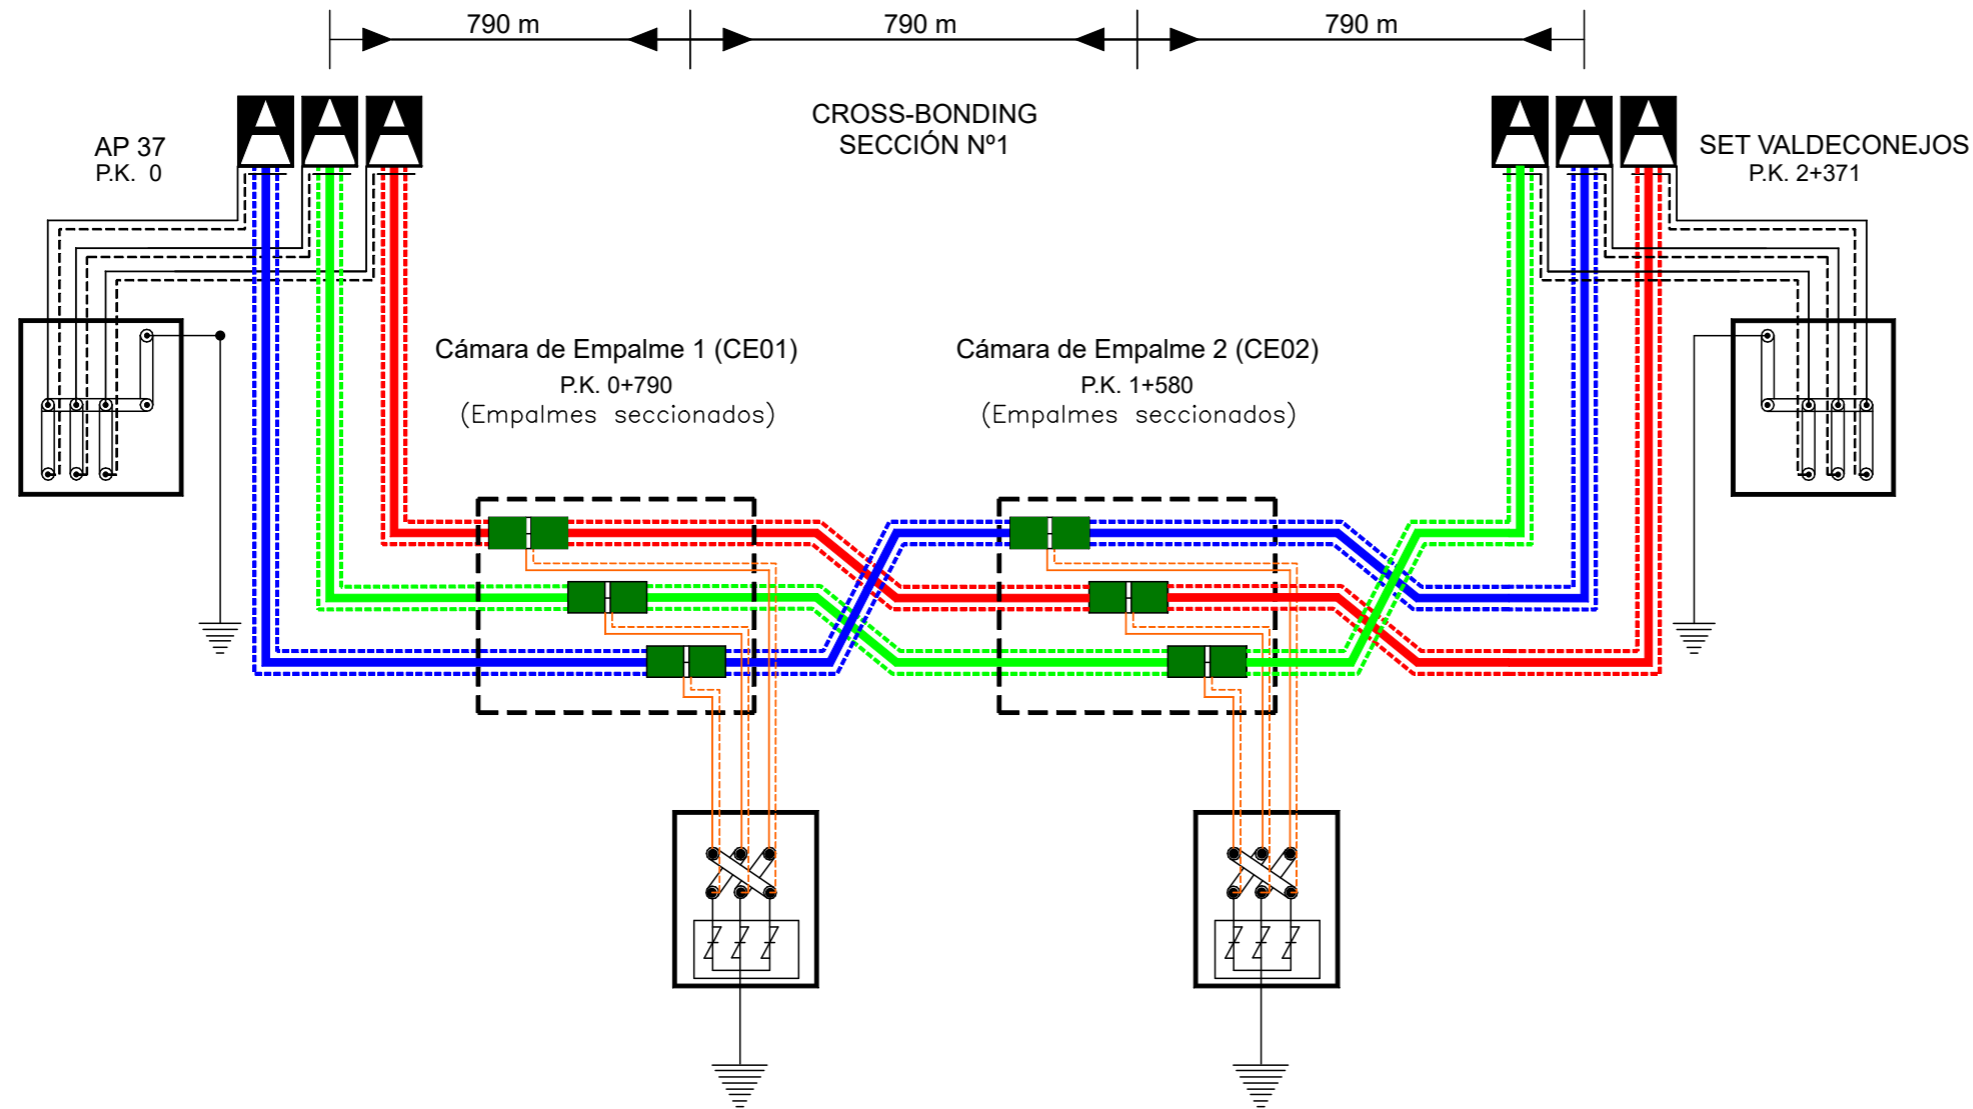 790 m
790 m
790 m
CROSS-BONDING
SECCIÓN Nº1
AP 37
P.K. 0
SET VALDECONEJOS
P.K. 2+371
Cámara de Empalme 1 (CE01)
P.K. 0+790
(Empalmes seccionados)
Cámara de Empalme 2 (CE02)
P.K. 1+580
(Empalmes seccionados)